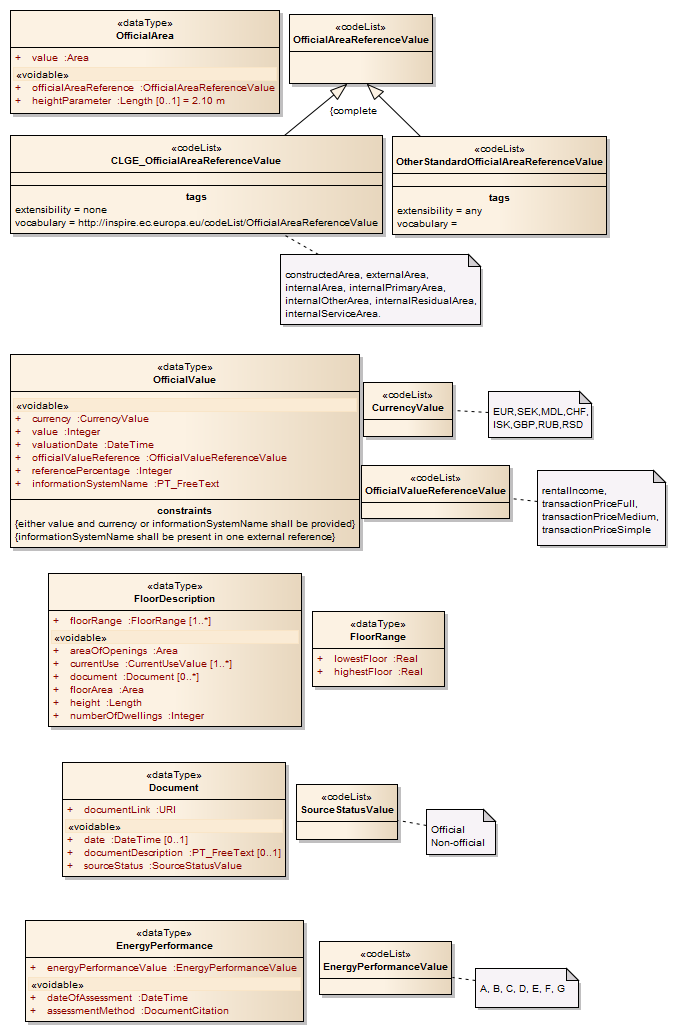 «dataType»
OfficialArea
+ value :Area
«voidable»
+ officialAreaReference :OfficialAreaReferenceValue
+ heightParameter :Length [0..1] = 2.10 m
«codeList»
OfficialAreaReferenceValue
{complete
«codeList»
CLGE_OfficialAreaReferenceValue
tags
extensibility = none
vocabulary = http://inspire.ec.europa.eu/codeList/OfficialAreaReferenceValue
«codeList»
OtherStandardOfficialAreaReferenceValue
tags
extensibility = any
vocabulary =
constructedArea, externalArea,
internalArea, internalPrimaryArea,
internalOtherArea, internalResidualArea,
internalServiceArea.
«dataType»
OfficialValue
«voidable»
+ currency :CurrencyValue
+ value :Integer
+ valuationDate :DateTime
+ officialValueReference :OfficialValueReferenceValue
+ referencePercentage :Integer
+ informationSystemName :PT_FreeText
constraints
{either value and currency or informationSystemName shall be provided}
{informationSystemName shall be present in one external reference}
«codeList»
CurrencyValue
EUR,SEK,MDL,CHF,
ISK,GBP,RUB,RSD
«codeList»
OfficialValueReferenceValue
rentalIncome,
transactionPriceFull,
transactionPriceMedium,
transactionPriceSimple
«dataType»
FloorDescription
+ floorRange :FloorRange [1..*]
«voidable»
+ areaOfOpenings :Area
+ currentUse :CurrentUseValue [1..*]
+ document :Document [0..*]
+ floorArea :Area
+ height :Length
+ numberOfDwellings :Integer
«dataType»
FloorRange
+ lowestFloor :Real
+ highestFloor :Real
«dataType»
Document
+ documentLink :URI
«voidable»
+ date :DateTime [0..1]
+ documentDescription :PT_FreeText [0..1]
+ sourceStatus :SourceStatusValue
«codeList»
SourceStatusValue
Official
Non-official
«dataType»
EnergyPerformance
+ energyPerformanceValue :EnergyPerformanceValue
«voidable»
+ dateOfAssessment :DateTime
+ assessmentMethod :DocumentCitation
«codeList»
EnergyPerformanceValue
A, B, C, D, E, F, G